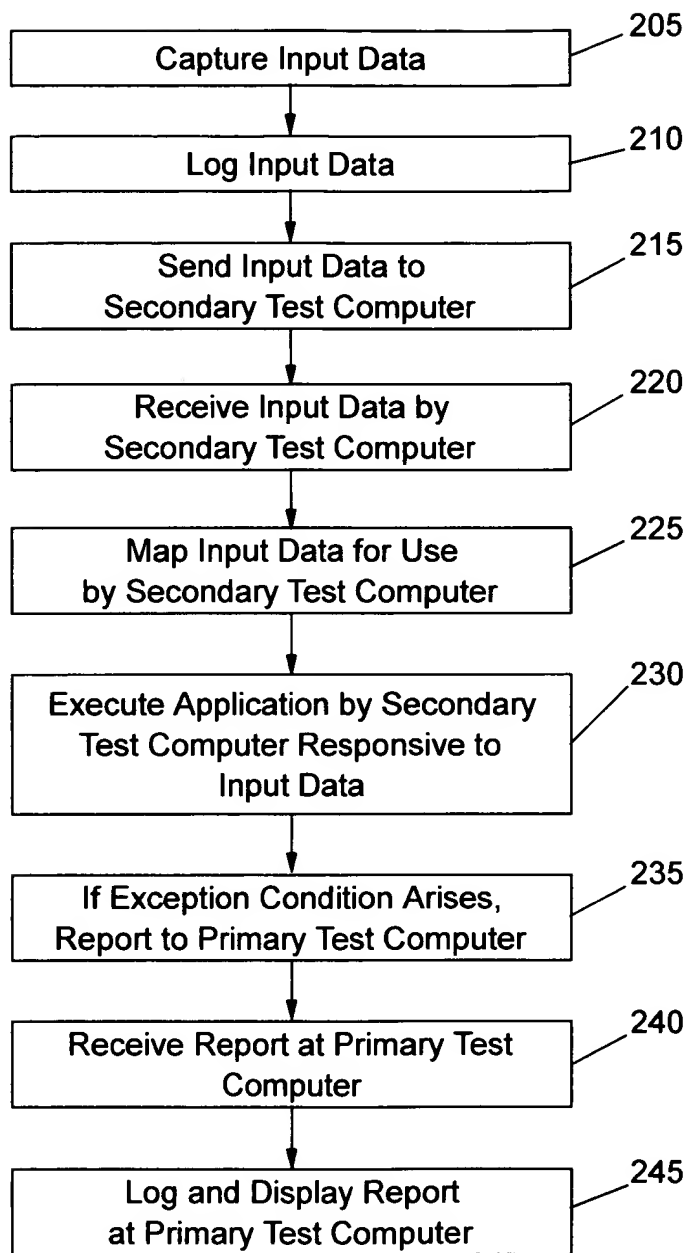 205
Capture Input Data
210
Log Input Data
215
Send Input Data to
Secondary Test Computer
220
Receive Input Data by
Secondary Test Computer
225
Map Input Data for Use
by Secondary Test Computer
230
Execute Application by Secondary
Test Computer Responsive to
Input Data
235
If Exception Condition Arises,
Report to Primary Test Computer
240
Receive Report at Primary Test
Computer
245
Log and Display Report
at Primary Test Computer